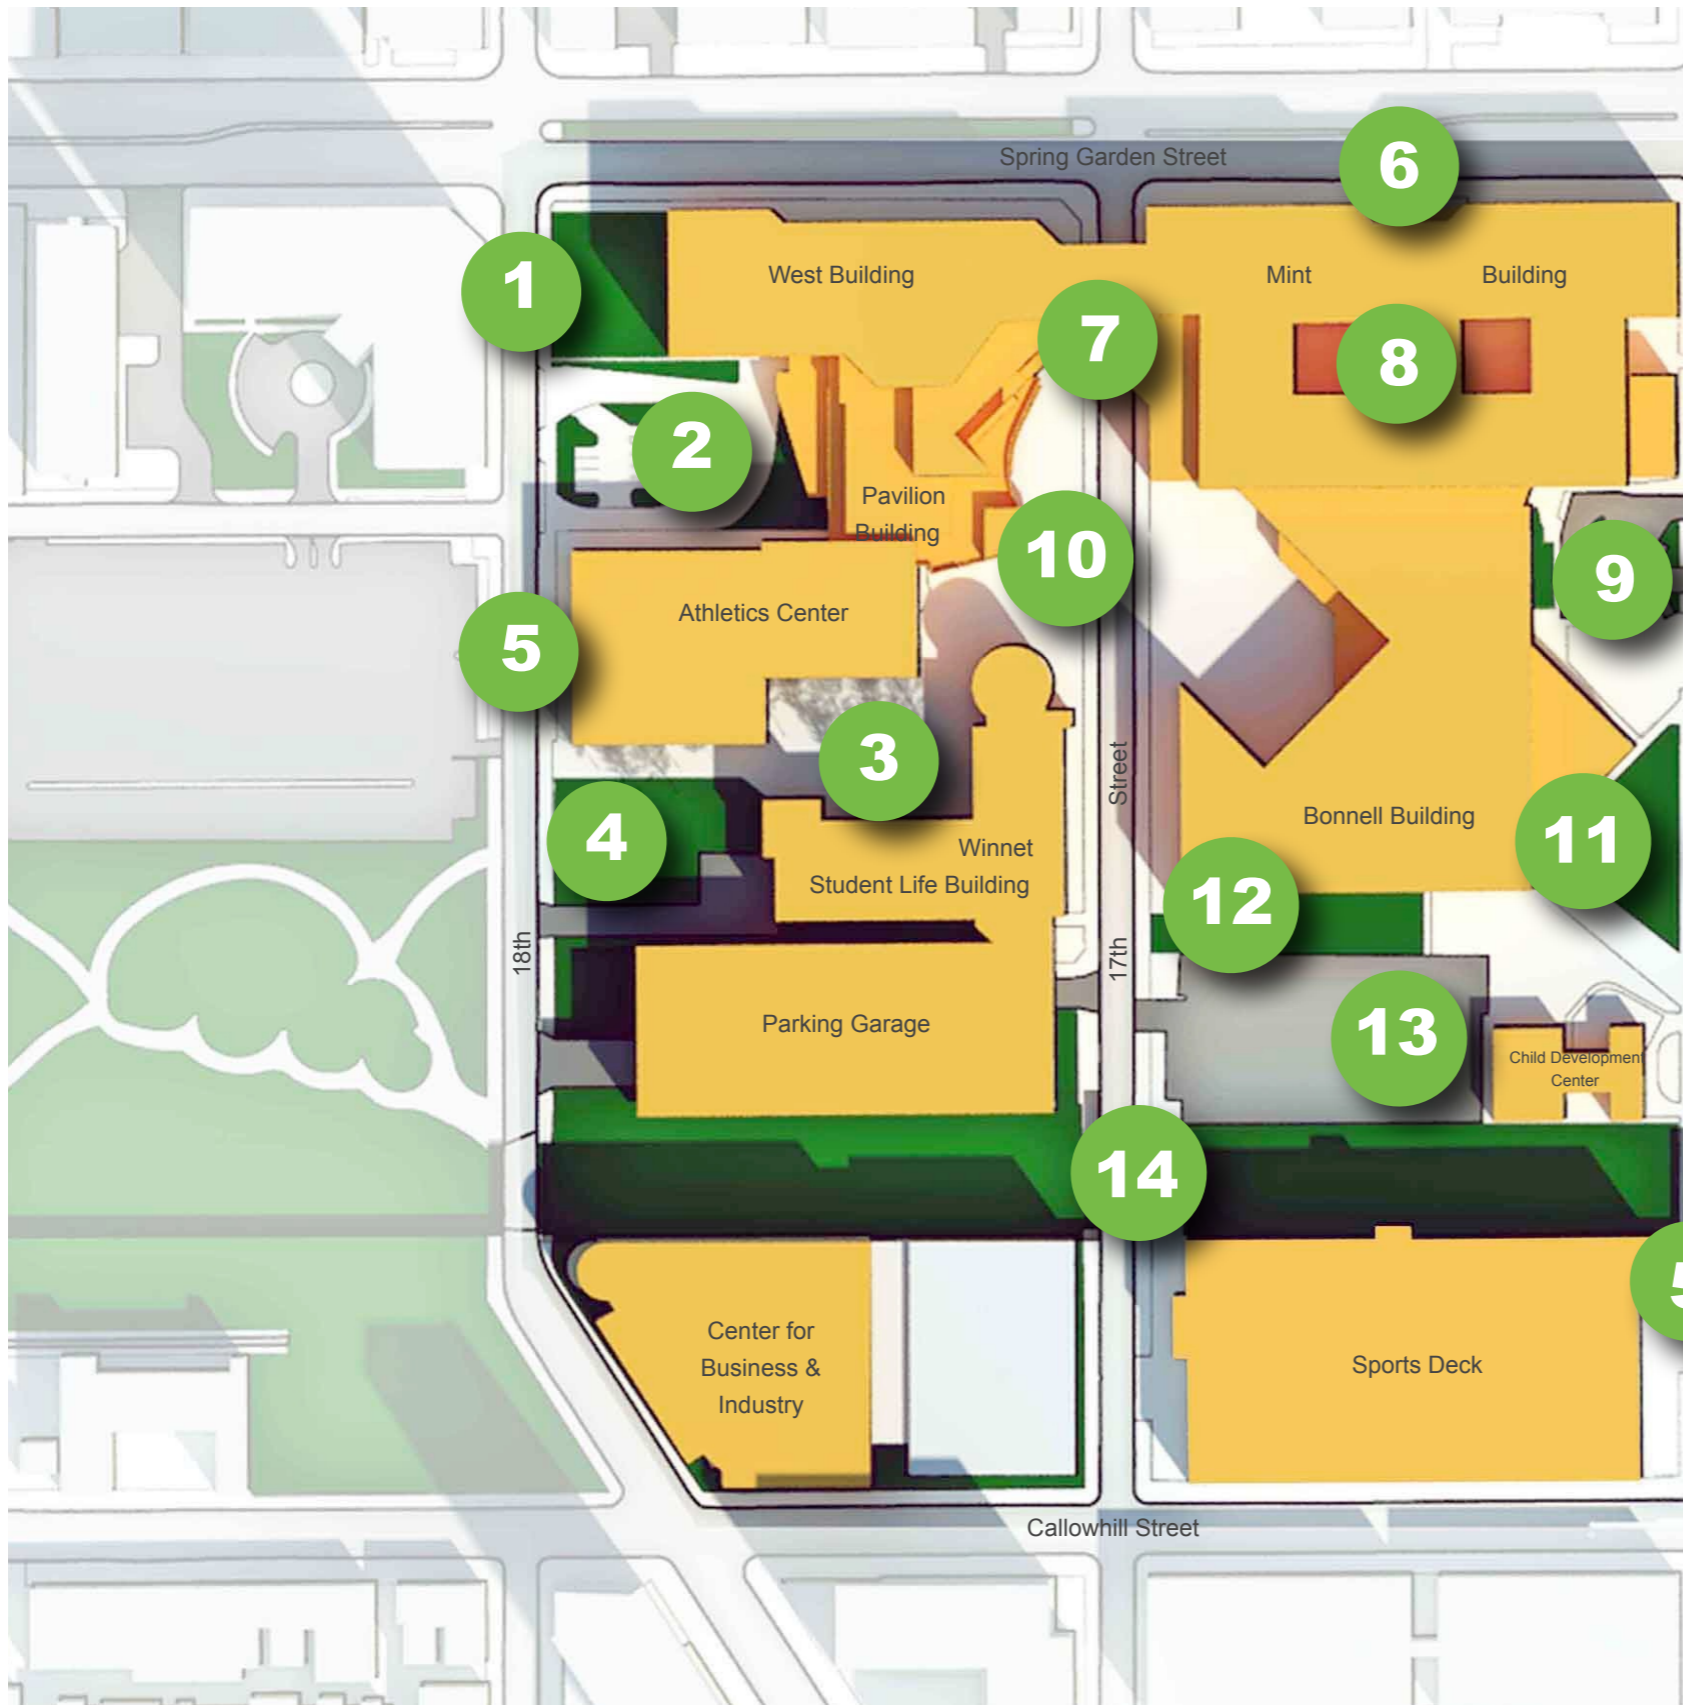 Spring Garden Street
6
1
West Building
Mint
Building
7
8
2
Pavilion
Building
10
9
Athletics Center
5
3
Street
4
Bonnell Building
11
Winnet
Student Life Building
12
18th
17th
Parking Garage
13
Child Development
Center
14
5
Center for
Business &
Industry
Sports Deck
Callowhill Street